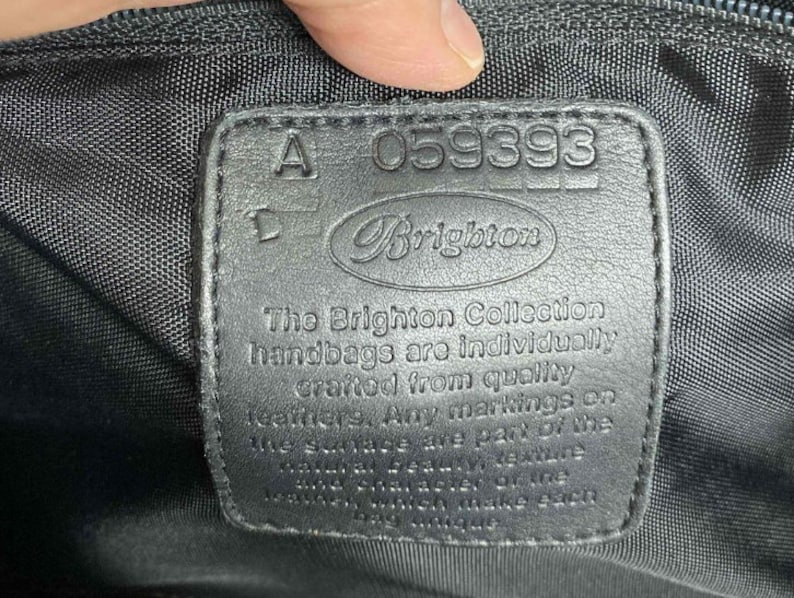 A 059393
D
Brighton
The Brighton Collection
handbags are individually
crafted from quality
leathers. Any markings on
the surface are part of the
natural beauty, texture
and character of the
leather, which make each
bag unique